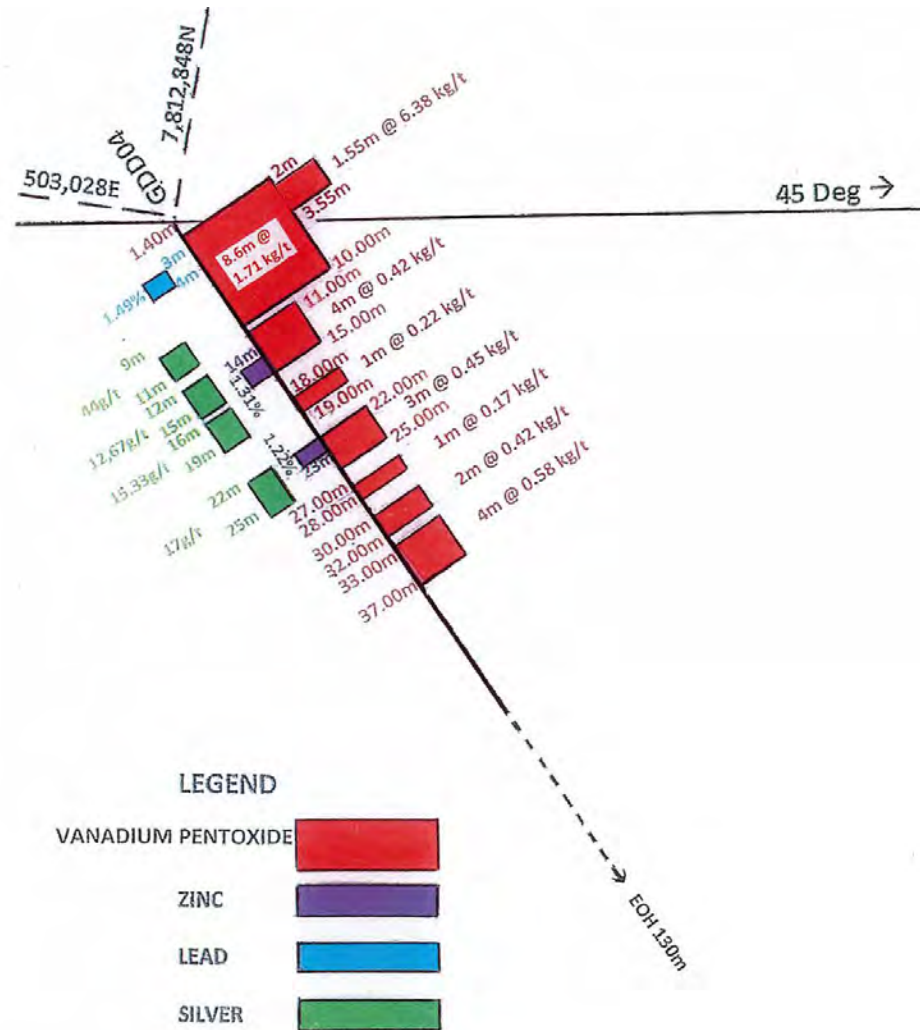 7,812,848N
GDD04
503,028E
45 Deg →
1.55m @ 6.38 kg/t
2m
3.55m
1.40m
8.6m @
1.71 kg/t
10.00m
3m
4m
1.49%
11.00m
4m @ 0.42 kg/t
15.00m
14m
1.31%
9m
44g/t
11m
18.00m
1m @ 0.22 kg/t
19.00m
12m
12,67g/t
15m
22.00m
3m @ 0.45 kg/t
25.00m
16m
15.33g/t
19m
1.22%
23m
1m @ 0.17 kg/t
27.00m
28.00m
22m
17g/t
25m
2m @ 0.42 kg/t
30.00m
32.00m
4m @ 0.58 kg/t
33.00m
37.00m
EOH 130m
LEGEND
VANADIUM PENTOXIDE
ZINC
LEAD
SILVER